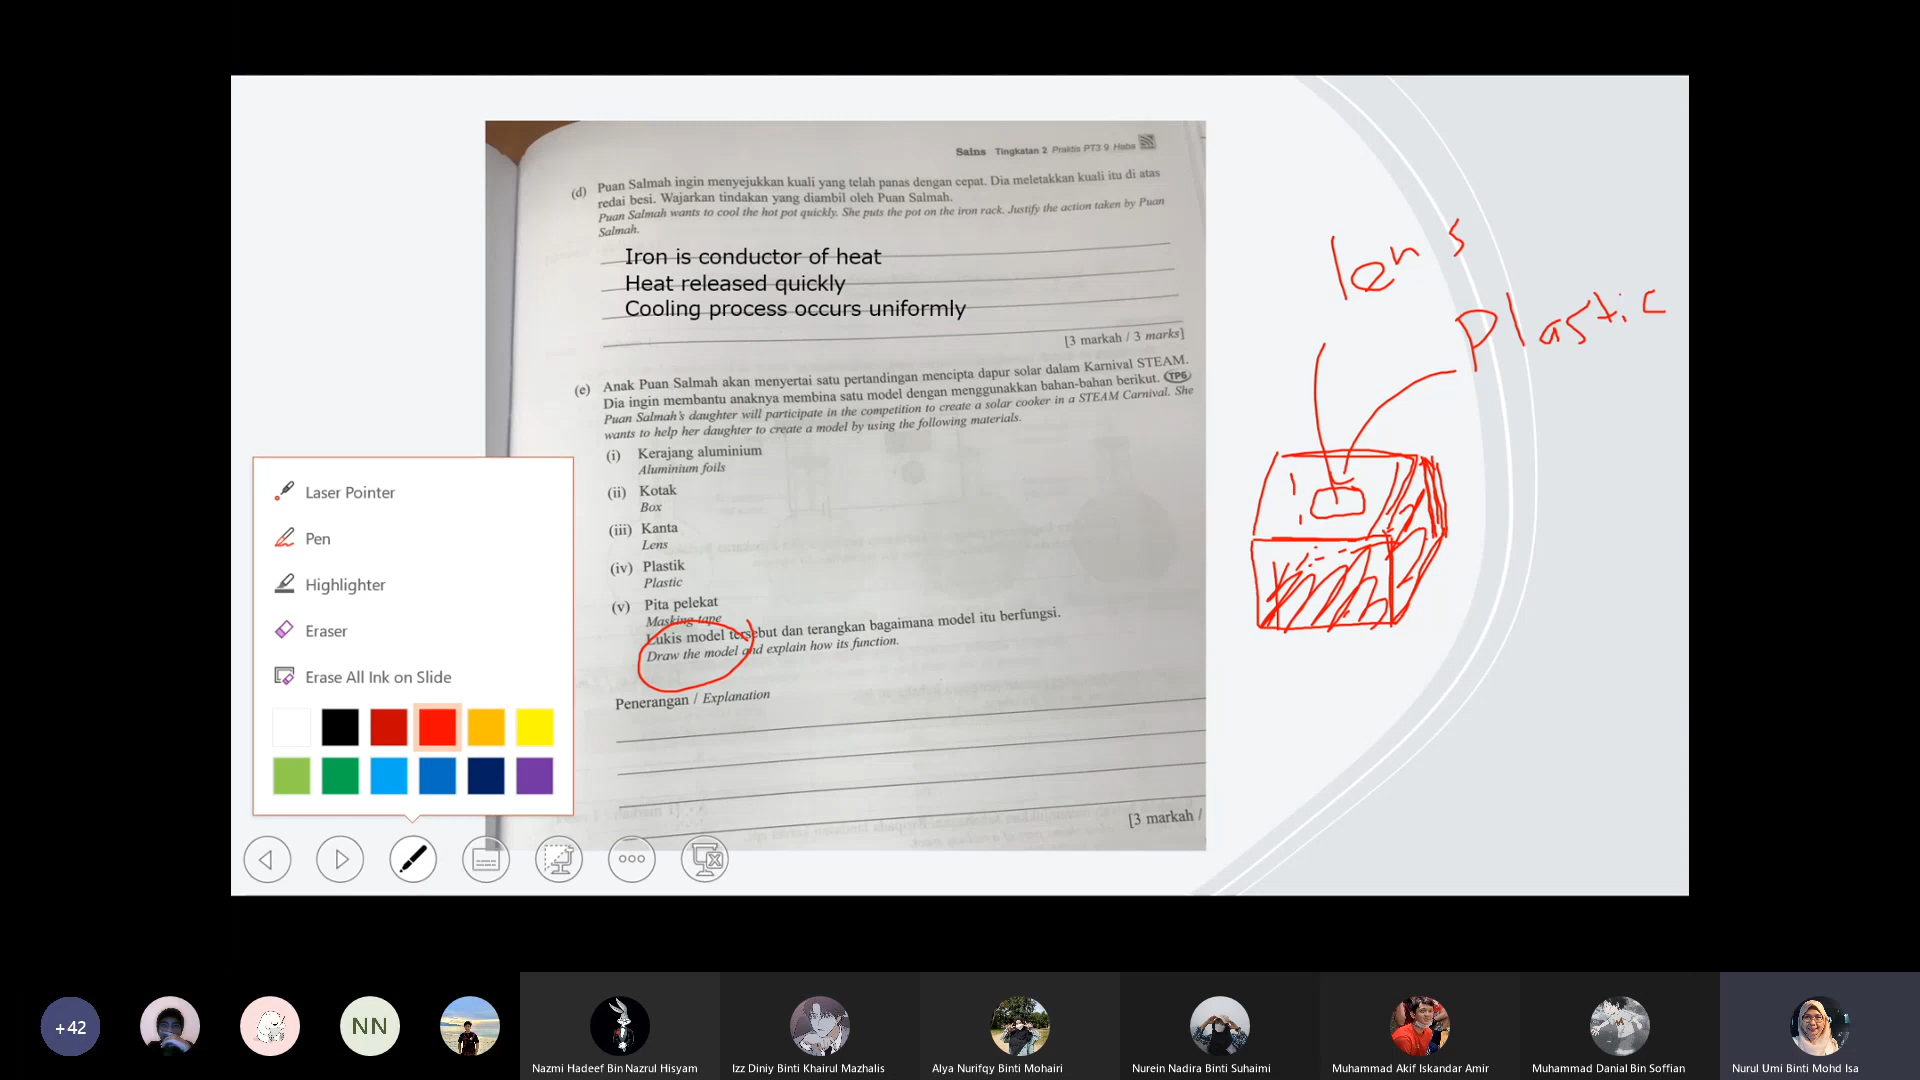 Sains Tingkatan 2 Praktis PT3 9 Haba
(d) Puan Salmah ingin menyejukkan kuali yang telah panas dengan cepat. Dia meletakkan kuali itu di atas
redai besi. Wajarkan tindakan yang diambil oleh Puan Salmah.
Puan Salmah wants to cool the hot pot quickly. She puts the pot on the iron rack. Justify the action taken by Puan
Salmah.
Iron is conductor of heat
Heat released quickly
Cooling process occurs uniformly
[3 markah / 3 marks]
(e) Anak Puan Salmah akan menyertai satu pertandingan mencipta dapur solar dalam Karnival STEAM.
Dia ingin membantu anaknya membina satu model dengan menggunakkan bahan-bahan berikut. TP6
Puan Salmah's daughter will participate in the competition to create a solar cooker in a STEAM Carnival. She
wants to help her daughter to create a model by using the following materials.
(i) Kerajang aluminium
Aluminium foils
(ii) Kotak
Box
(iii) Kanta
Lens
(iv) Plastik
Plastic
(v) Pita pelekat
Masking tape
Lukis model tersebut dan terangkan bagaimana model itu berfungsi.
Draw the model and explain how its function.
Penerangan / Explanation
[3 markah /
lens
plastic
Laser Pointer
Pen
Highlighter
Eraser
Erase All Ink on Slide
+42
NN
Nazmi Hadeef Bin Nazrul Hisyam
Izz Diniy Binti Khairul Mazhalis
Alya Nurifqy Binti Mohairi
Nurein Nadira Binti Suhaimi
Muhammad Akif Iskandar Amir
Muhammad Danial Bin Soffian
Nurul Umi Binti Mohd Isa